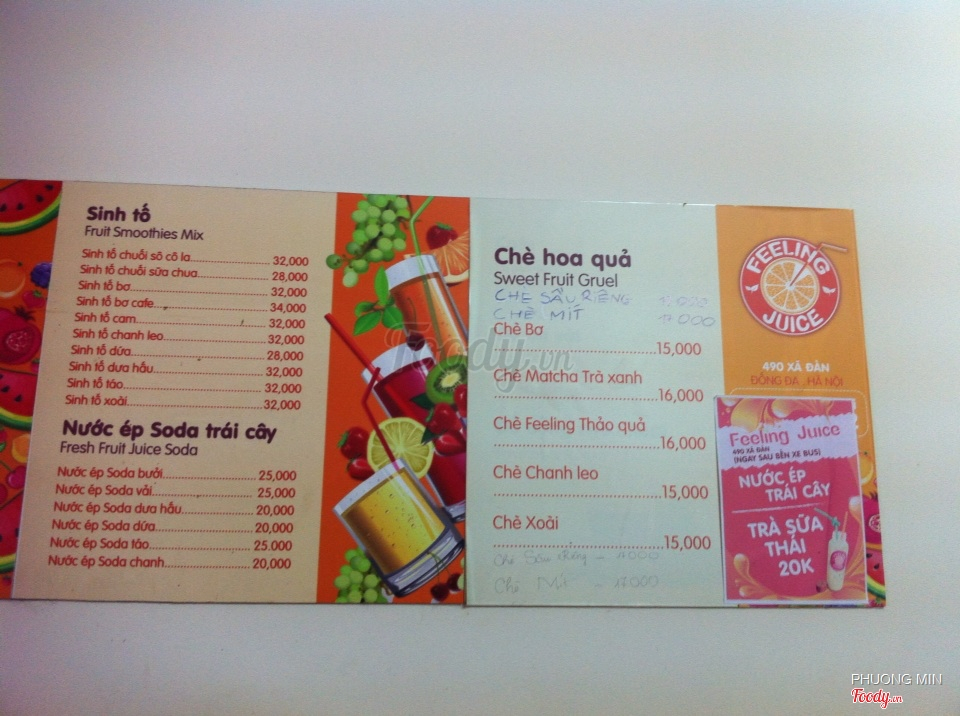 Sinh tố
Fruit Smoothies Mix
Sinh tố chuối sô cô la 32,000
Sinh tố chuối sữa chua 28,000
Sinh tố bơ 32,000
Sinh tố bơ cafe 34,000
Sinh tố cam 32,000
Sinh tố chanh leo 32,000
Sinh tố dứa 28,000
Sinh tố dưa hấu 32,000
Sinh tố táo 32,000
Sinh tố xoài 32,000
Nước ép Soda trái cây
Fresh Fruit Juice Soda
Nước ép Soda bưởi 25,000
Nước ép Soda vải 25,000
Nước ép Soda dưa hấu 20,000
Nước ép Soda dứa 20,000
Nước ép Soda táo 25.000
Nước ép Soda chanh 20,000
Chè hoa quả
Sweet Fruit Gruel
CHE SẦU RIÊNG
CHÈ MÍT 17000
Chè Bơ
15,000
Chè Matcha Trà xanh
16,000
Chè Feeling Thảo quả
16,000
Chè Chanh leo
15,000
Chè Xoài
15,000
Chè Sầu riêng
Chè Mít - 17000
FEELING
JUICE
490 XÃ ĐÀN
ĐỐNG ĐA , HÀ NỘI
Feeling Juice
490 XÃ ĐÀN
(NGAY SAU BẾN XE BUS)
NƯỚC ÉP
TRÁI CÂY
TRÀ SỮA
THÁI
20K
Foody.vn
PHUONG MIN
Foody.vn